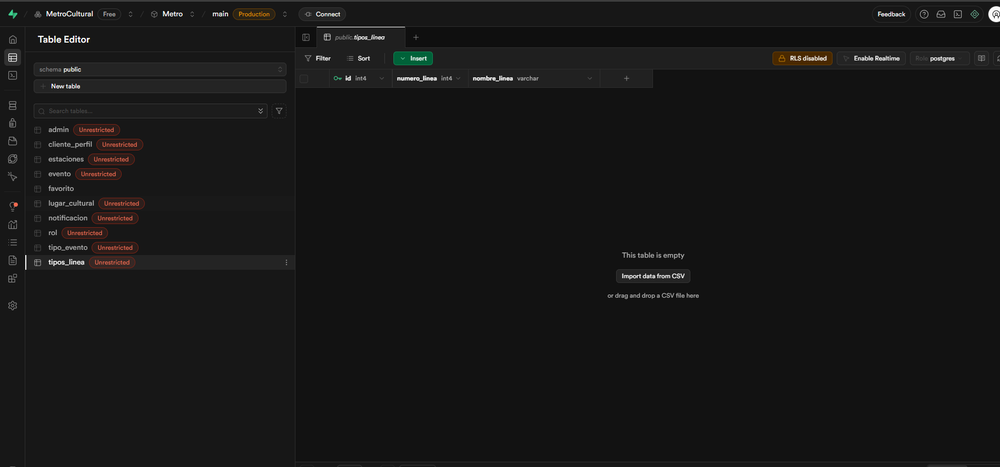 MetroCultural Free Metro main Production Connect Feedback
Table Editor
schema public
New table
Search tables...
admin Unrestricted
cliente_perfil Unrestricted
estaciones Unrestricted
evento Unrestricted
favorito
lugar_cultural Unrestricted
notificacion Unrestricted
rol Unrestricted
tipo_evento Unrestricted
tipos_linea Unrestricted
public.tipos_linea
Filter Sort Insert RLS disabled Enable Realtime Role postgres
id int4 numero_linea int4 nombre_linea varchar
This table is empty
Import data from CSV
or drag and drop a CSV file here